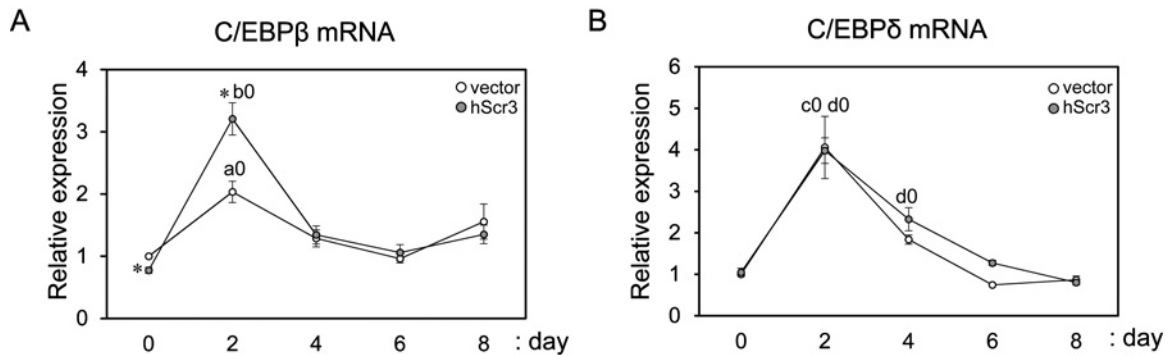 A
C/EBPβ mRNA
Relative expression
4
3
2
1
0
vector
hScr3
*b0
a0
*
0 2 4 6 8 : day
B
C/EBPδ mRNA
Relative expression
6
5
4
3
2
1
0
vector
hScr3
c0 d0
d0
0 2 4 6 8 : day